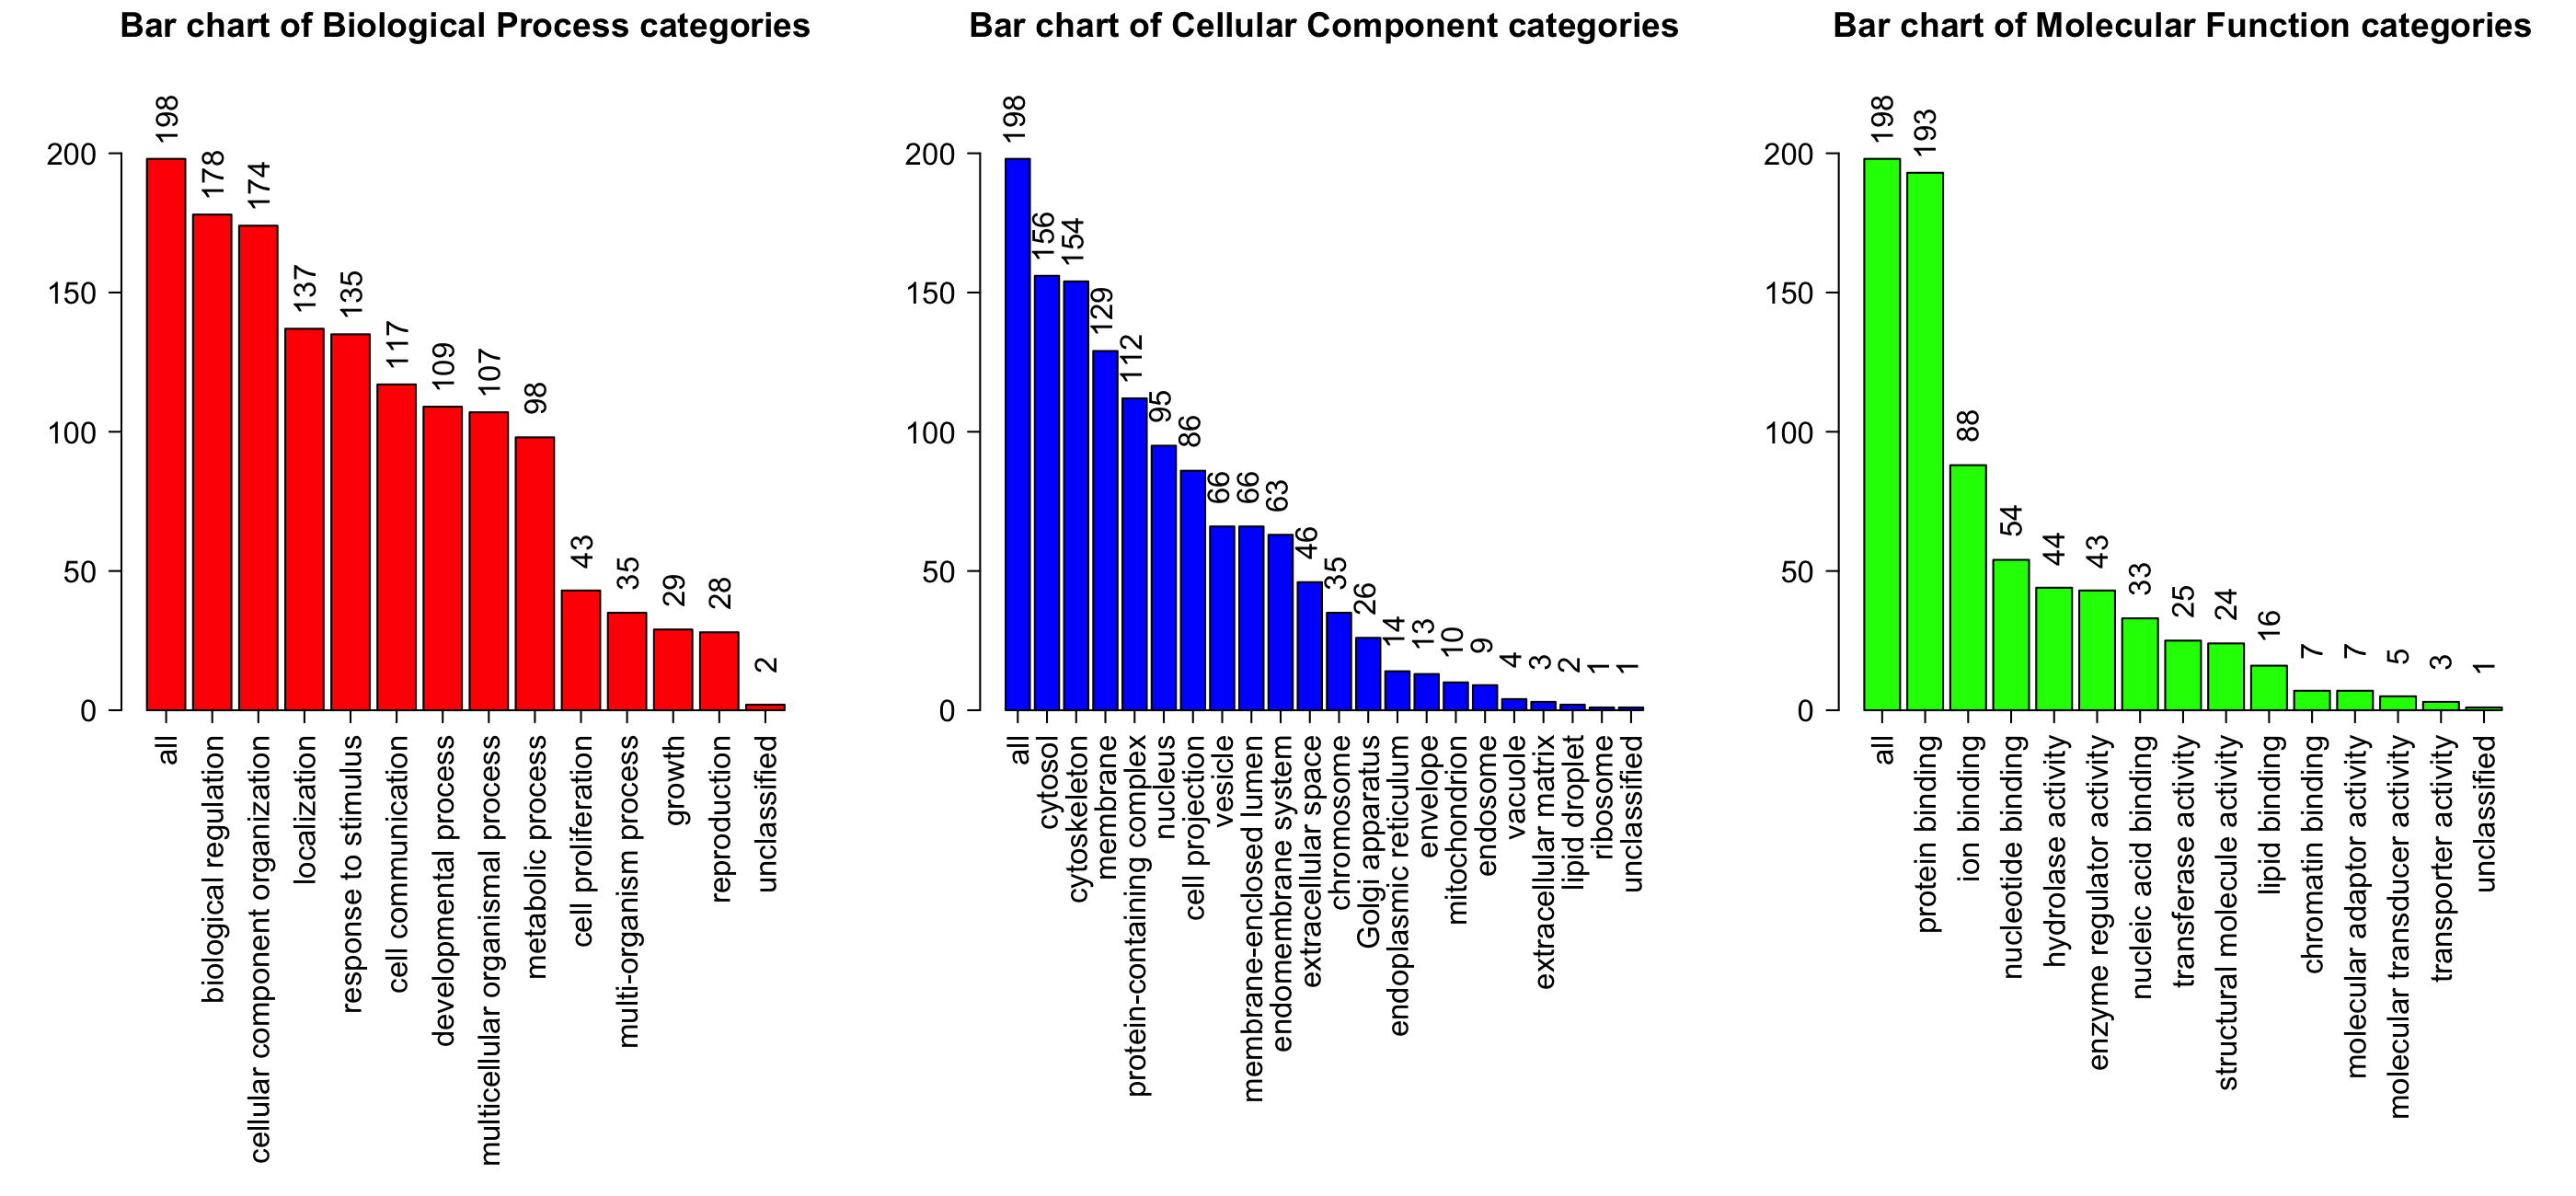 Bar chart of Biological Process categories
200
150
100
50
0
198
178
174
137
135
117
109
107
98
43
35
29
28
2
all
biological regulation
cellular component organization
localization
response to stimulus
cell communication
developmental process
multicellular organismal process
metabolic process
cell proliferation
multi-organism process
growth
reproduction
unclassified
Bar chart of Cellular Component categories
200
150
100
50
0
198
156
154
129
112
95
86
66
66
63
46
35
26
14
13
10
9
4
3
2
1
1
all
cytosol
cytoskeleton
membrane
protein-containing complex
nucleus
cell projection
vesicle
membrane-enclosed lumen
endomembrane system
extracellular space
chromosome
Golgi apparatus
endoplasmic reticulum
envelope
mitochondrion
endosome
vacuole
extracellular matrix
lipid droplet
ribosome
unclassified
Bar chart of Molecular Function categories
200
150
100
50
0
198
193
88
54
44
43
33
25
24
16
7
7
5
3
1
all
protein binding
ion binding
nucleotide binding
hydrolase activity
enzyme regulator activity
nucleic acid binding
transferase activity
structural molecule activity
lipid binding
chromatin binding
molecular adaptor activity
molecular transducer activity
transporter activity
unclassified